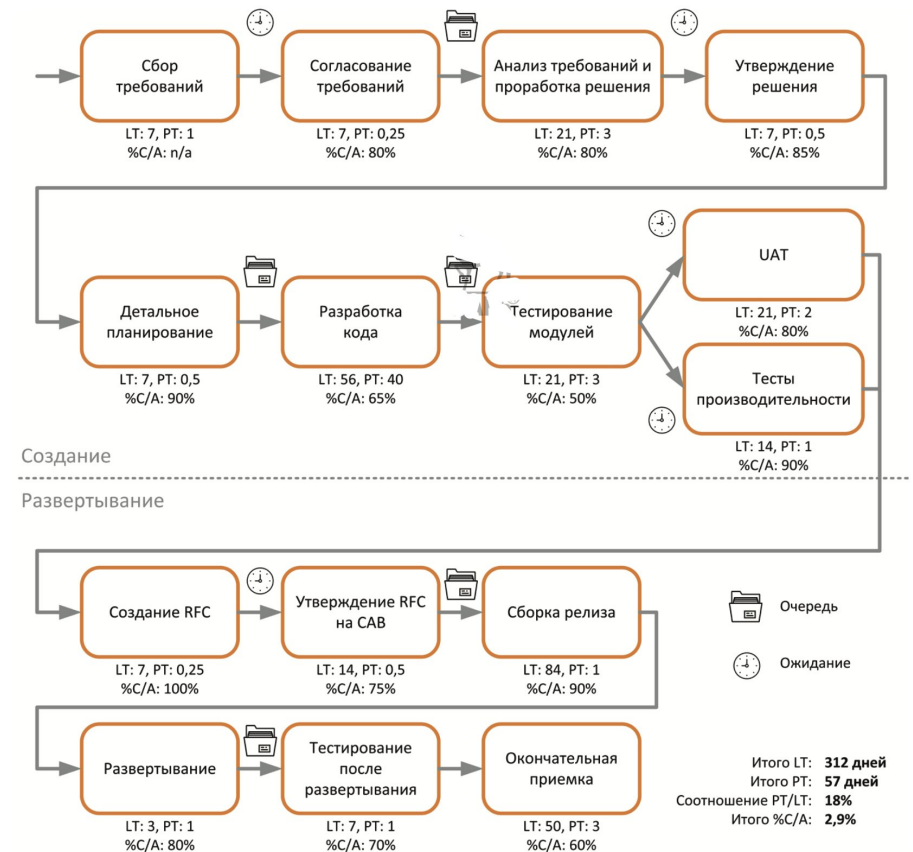 Сбор
требований
LT: 7, PT: 1
%C/A: n/a
Согласование
требований
LT: 7, PT: 0,25
%C/A: 80%
Анализ требований и
проработка решения
LT: 21, PT: 3
%C/A: 80%
Утверждение
решения
LT: 7, PT: 0,5
%C/A: 85%
Детальное
планирование
LT: 7, PT: 0,5
%C/A: 90%
Разработка
кода
LT: 56, PT: 40
%C/A: 65%
Тестирование
модулей
LT: 21, PT: 3
%C/A: 50%
UAT
LT: 21, PT: 2
%C/A: 80%
Тесты
производительности
LT: 14, PT: 1
%C/A: 90%
Создание
Развертывание
Создание RFC
LT: 7, PT: 0,25
%C/A: 100%
Утверждение RFC
на CAB
LT: 14, PT: 0,5
%C/A: 75%
Сборка релиза
LT: 84, PT: 1
%C/A: 90%
Очередь
Ожидание
Развертывание
LT: 3, PT: 1
%C/A: 80%
Тестирование
после
развертывания
LT: 7, PT: 1
%C/A: 70%
Окончательная
приемка
LT: 50, PT: 3
%C/A: 60%
Итого LT: 312 дней
Итого PT: 57 дней
Соотношение PT/LT: 18%
Итого %C/A: 2,9%